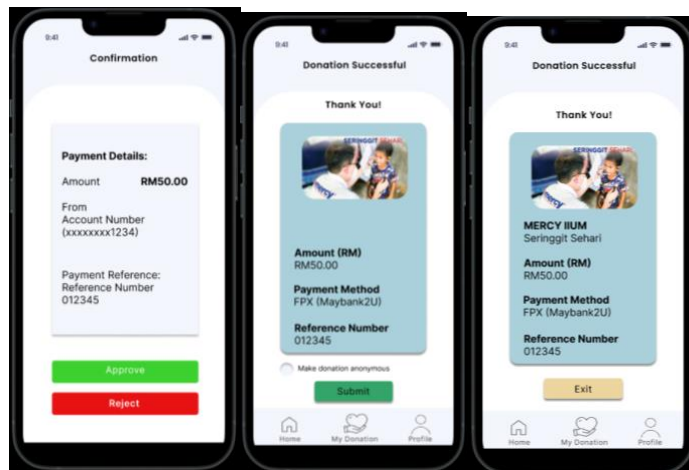 9:41
Confirmation
Payment Details:
Amount RM50.00
From
Account Number
(xxxxxxxx1234)
Payment Reference:
Reference Number
012345
Approve
Reject
9:41
Donation Successful
Thank You!
SERINGGIT SEHARI
Amount (RM)
RM50.00
Payment Method
FPX (Maybank2U)
Reference Number
012345
Make donation anonymous
Submit
Home My Donation Profile
9:41
Donation Successful
Thank You!
SERINGGIT SEHARI
MERCY IIUM
Seringgit Sehari
Amount (RM)
RM50.00
Payment Method
FPX (Maybank2U)
Reference Number
012345
Exit
Home My Donation Profile